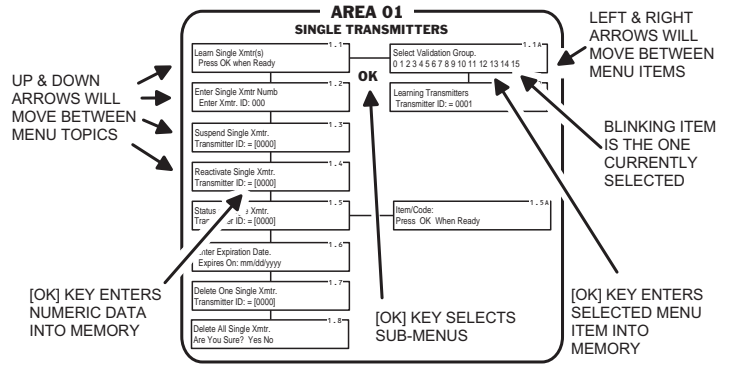 AREA 01
SINGLE TRANSMITTERS
LEFT & RIGHT
ARROWS WILL
MOVE BETWEEN
MENU ITEMS
UP & DOWN
ARROWS WILL
MOVE BETWEEN
MENU TOPICS
1.1
Learn Single Xmtr(s)
Press OK when Ready
1.1A
Select Validation Group.
0 1 2 3 4 5 6 7 8 9 10 11 12 13 14 15
OK
1.2
Enter Single Xmtr Numb
Enter Xmtr. ID: 000
Learning Transmitters
Transmitter ID: = 0001
BLINKING ITEM
IS THE ONE
CURRENTLY
SELECTED
1.3
Suspend Single Xmtr.
Transmitter ID: = [0000]
1.4
Reactivate Single Xmtr.
Transmitter ID: = [0000]
1.5
Status Xmtr.
ID: = [0000]
1.5A
Item/Code:
Press OK When Ready
1.6
Enter Expiration Date.
Expires On: mm/dd/yyyy
1.7
Delete One Single Xmtr.
Transmitter ID: = [0000]
1.8
Delete All Single Xmtr.
Are You Sure? Yes No
[OK] KEY ENTERS
NUMERIC DATA
INTO MEMORY
[OK] KEY SELECTS
SUB-MENUS
[OK] KEY ENTERS
SELECTED MENU
ITEM INTO
MEMORY